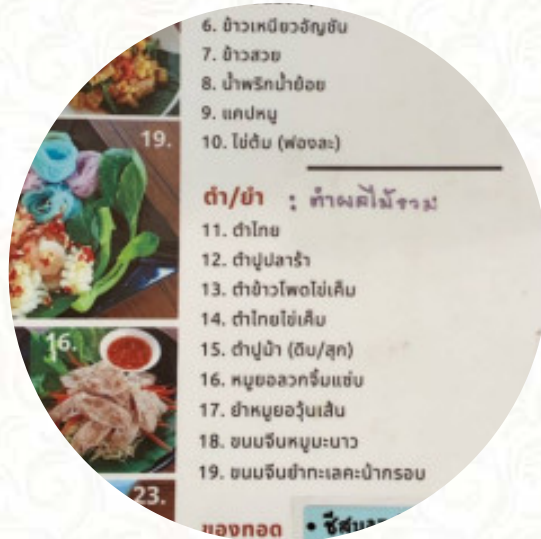 6. ข้าวเหนียวอัญชัน
7. ข้าวสวย
8. น้ำพริกน้ำย้อย
9. แคปหมู
10. ไข่ต้ม (ฟองละ)
19.
ตำ/ยำ : ตำผลไม้รวม
11. ตำไทย
12. ตำปูปลาร้า
13. ตำข้าวโพดไข่เค็ม
14. ตำไทยไข่เค็ม
15. ตำปูม้า (ดิบ/สุก)
16.
16. หมูยอลวกจิ้มแซ่บ
17. ยำหมูยอวุ้นเส้น
18. ขนมจีนหมูมะนาว
19. ขนมจีนยำทะเลคะน้ากรอบ
23.
ของทอด